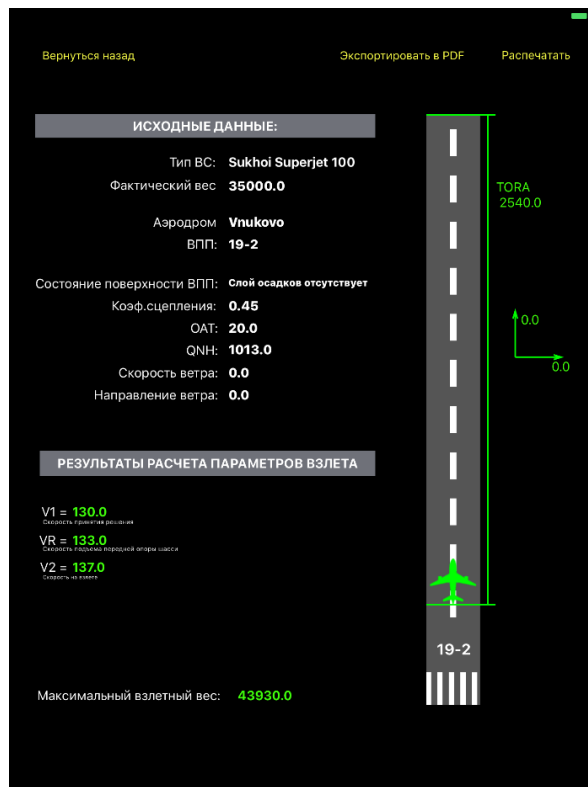 Вернуться назад Экспортировать в PDF Распечатать
ИСХОДНЫЕ ДАННЫЕ:
Тип ВС: Sukhoi Superjet 100
Фактический вес 35000.0
Аэродром Vnukovo
ВПП: 19-2
Состояние поверхности ВПП: Слой осадков отсутствует
Коэф.сцепления: 0.45
OAT: 20.0
QNH: 1013.0
Скорость ветра: 0.0
Направление ветра: 0.0
TORA
2540.0
0.0
0.0
РЕЗУЛЬТАТЫ РАСЧЕТА ПАРАМЕТРОВ ВЗЛЕТА
V1 = 130.0
Скорость принятия решения
VR = 133.0
Скорость подъема передней опоры шасси
V2 = 137.0
Скорость на взлете
19-2
Максимальный взлетный вес: 43930.0